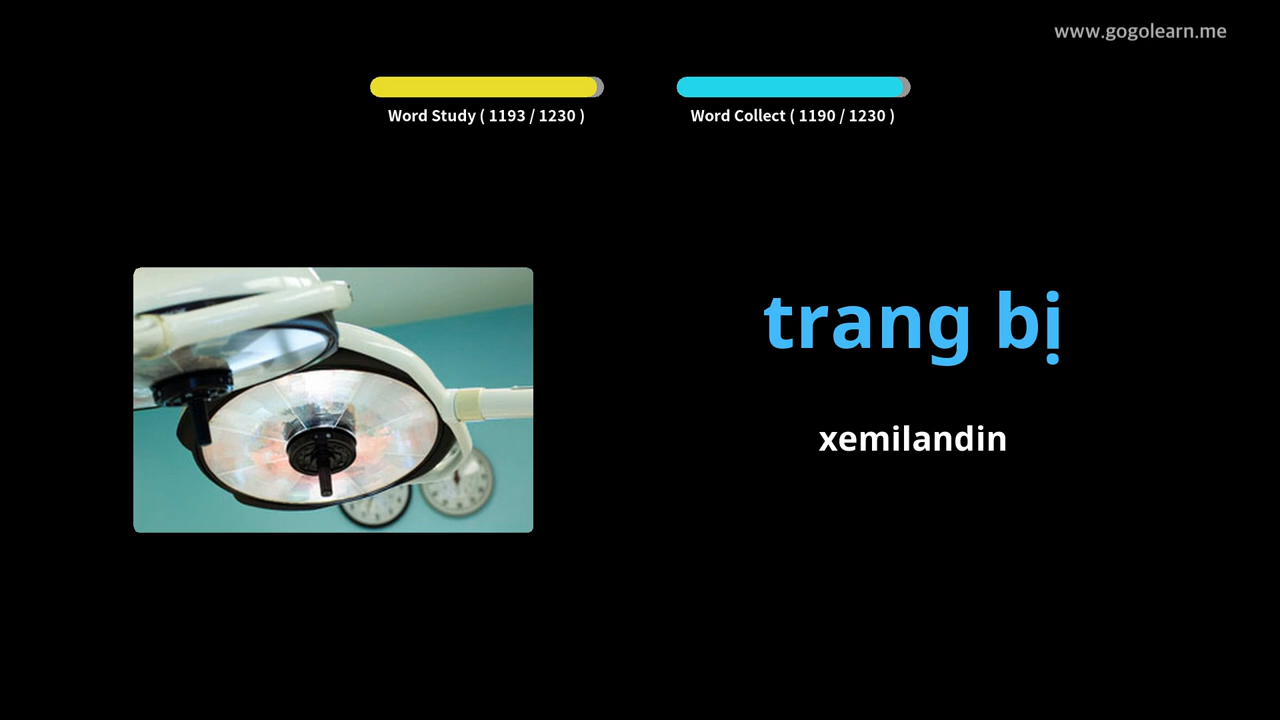 www.gogolearn.me
Word Study ( 1193 / 1230 )
Word Collect ( 1190 / 1230 )
trang bị
xemilandin